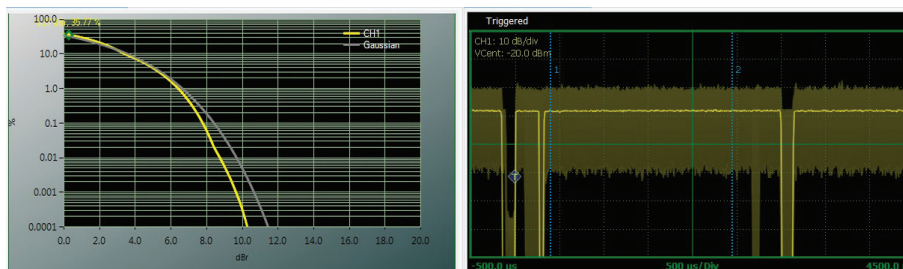 35.77 %
100.0
CH1
Gaussian
10.0
1.0
%
0.1
0.01
0.001
0.0001
0.0 2.0 4.0 6.0 8.0 10.0 12.0 14.0 16.0 18.0 20.0
dBr
Triggered
CH1: 10 dB/div
VCent: -20.0 dBm
1
2
T
-500.0 us
500 us/Div
4500.0